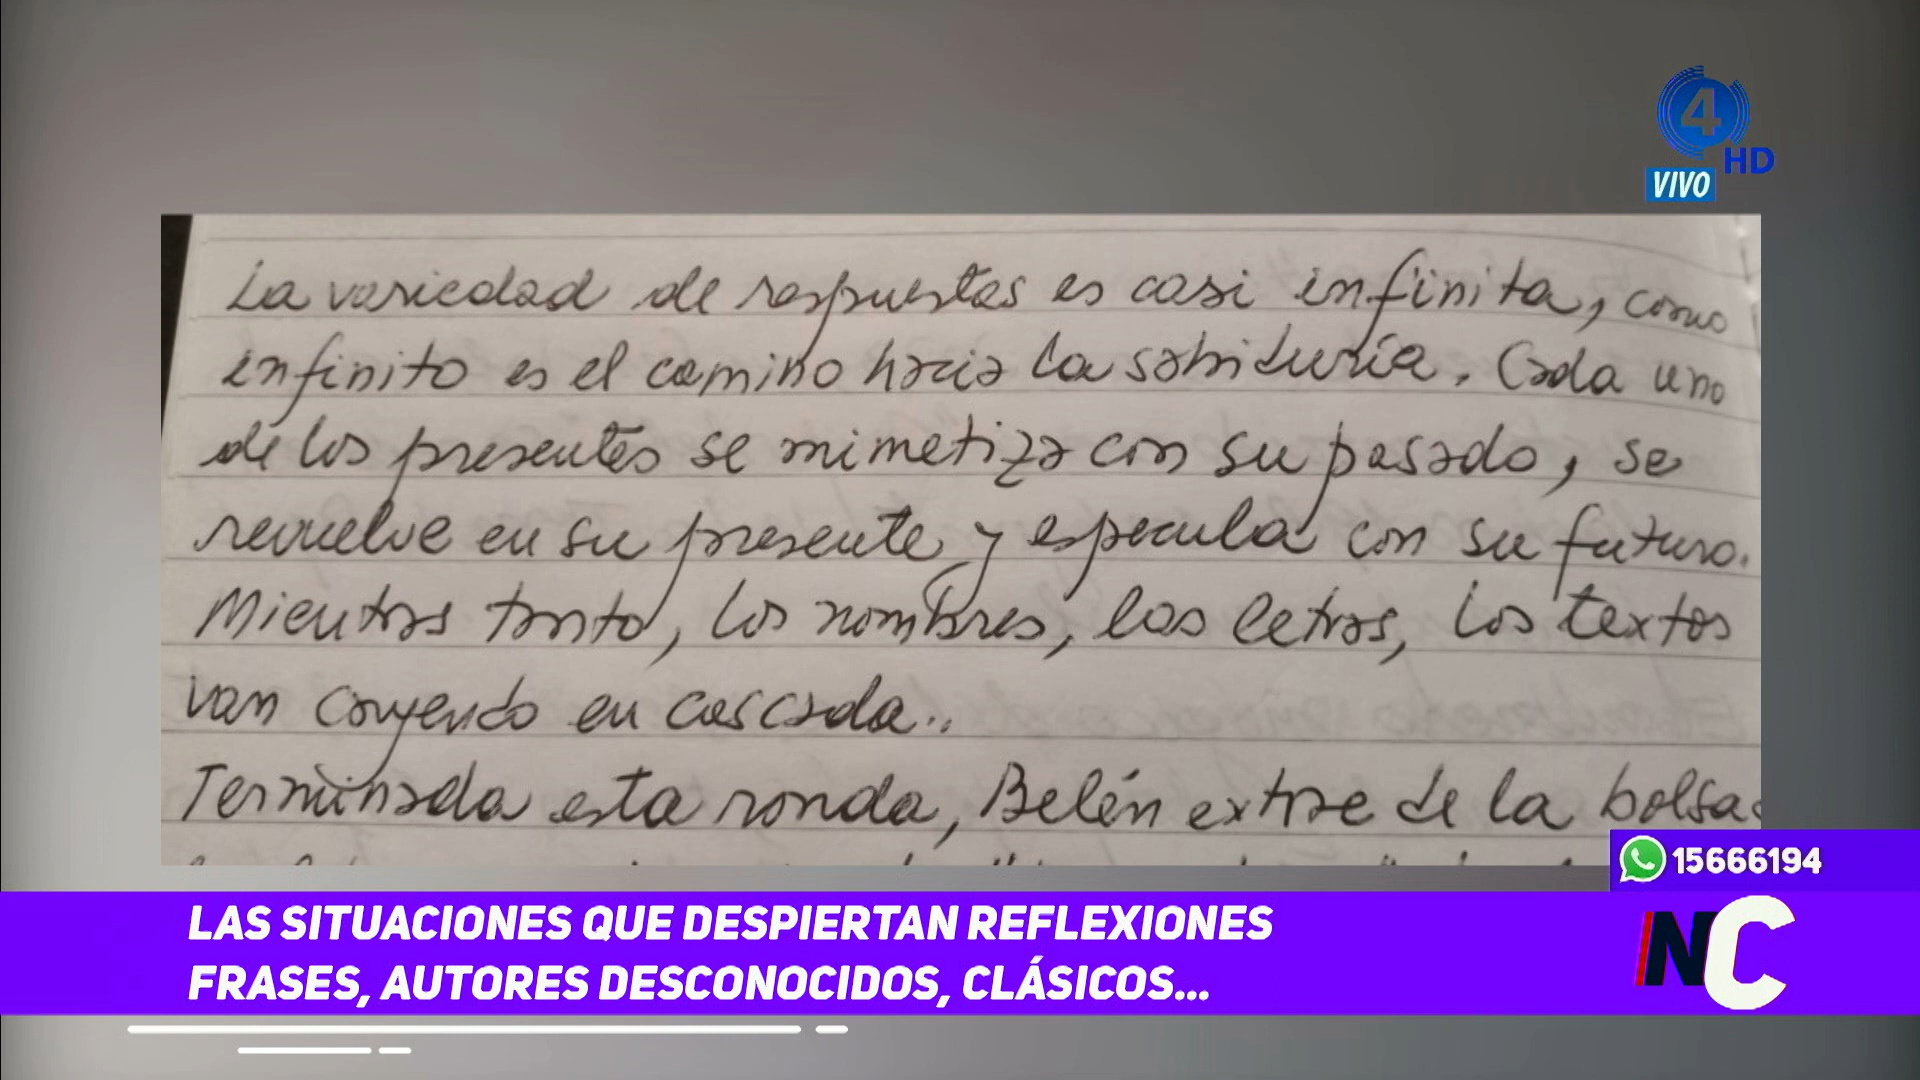 4
HD
VIVO
La variedad de respuestas es casi infinita, como
infinito es el camino hacia la sabiduría. Cada uno
de los presentes se mimetiza con su pasado, se
revuelve en su presente y especula con su futuro.
Mientras tanto, los nombres, las letras, los textos
van cayendo en cascada...
Terminada esta ronda, Belén extrae de la bolsa
15666194
LAS SITUACIONES QUE DESPIERTAN REFLEXIONES
FRASES, AUTORES DESCONOCIDOS, CLÁSICOS...
NC